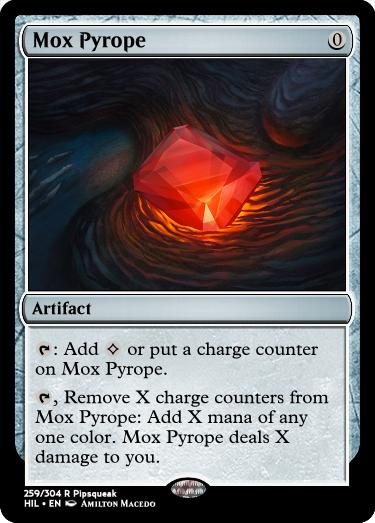 Mox Pyrope 0
Artifact
: Add or put a charge counter
on Mox Pyrope.
, Remove X charge counters from
Mox Pyrope: Add X mana of any
one color. Mox Pyrope deals X
damage to you.
259/304 R Pipsqueak
HIL • EN Amilton Macedo